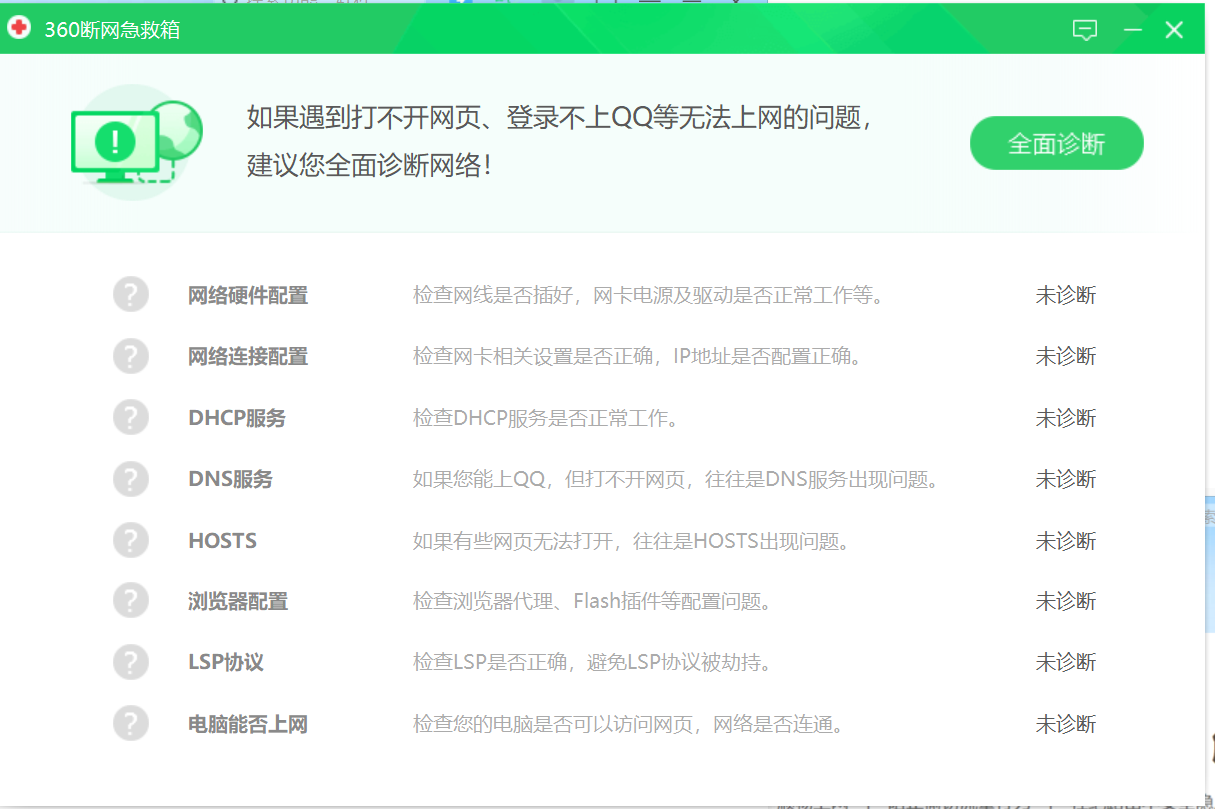 360断网急救箱
如果遇到打不开网页、登录不上QQ等无法上网的问题，
建议您全面诊断网络！
全面诊断
网络硬件配置 检查网线是否插好，网卡电源及驱动是否正常工作等。 未诊断
网络连接配置 检查网卡相关设置是否正确，IP地址是否配置正确。 未诊断
DHCP服务 检查DHCP服务是否正常工作。 未诊断
DNS服务 如果您能上QQ，但打不开网页，往往是DNS服务出现问题。 未诊断
HOSTS 如果有些网页无法打开，往往是HOSTS出现问题。 未诊断
浏览器配置 检查浏览器代理、Flash插件等配置问题。 未诊断
LSP协议 检查LSP是否正确，避免LSP协议被劫持。 未诊断
电脑能否上网 检查您的电脑是否可以访问网页，网络是否连通。 未诊断
索